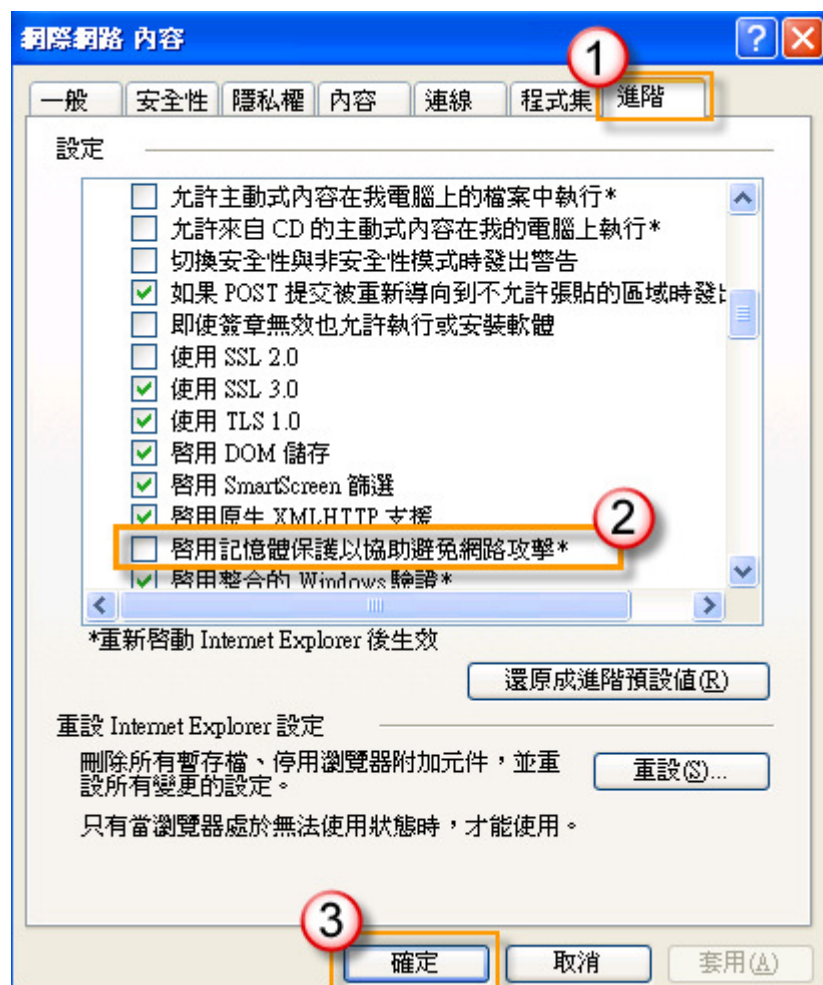 網際網路 內容
1
一般 安全性 隱私權 內容 連線 程式集 進階
設定
允許主動式內容在我電腦上的檔案中執行*
允許來自 CD 的主動式內容在我的電腦上執行*
切換安全性與非安全性模式時發出警告
如果 POST 提交被重新導向到不允許張貼的區域時發出
即使簽章無效也允許執行或安裝軟體
使用 SSL 2.0
使用 SSL 3.0
使用 TLS 1.0
啓用 DOM 儲存
啓用 SmartScreen 篩選
啓用原生 XMLHTTP 支援
2
啓用記憶體保護以協助避免網路攻擊*
啓用整合的 Windows 驗證*
*重新啓動 Internet Explorer 後生效
還原成進階預設值(R)
重設 Internet Explorer 設定
刪除所有暫存檔、停用瀏覽器附加元件，並重
設所有變更的設定。
重設(S)...
只有當瀏覽器處於無法使用狀態時，才能使用。
3
確定 取消 套用(A)